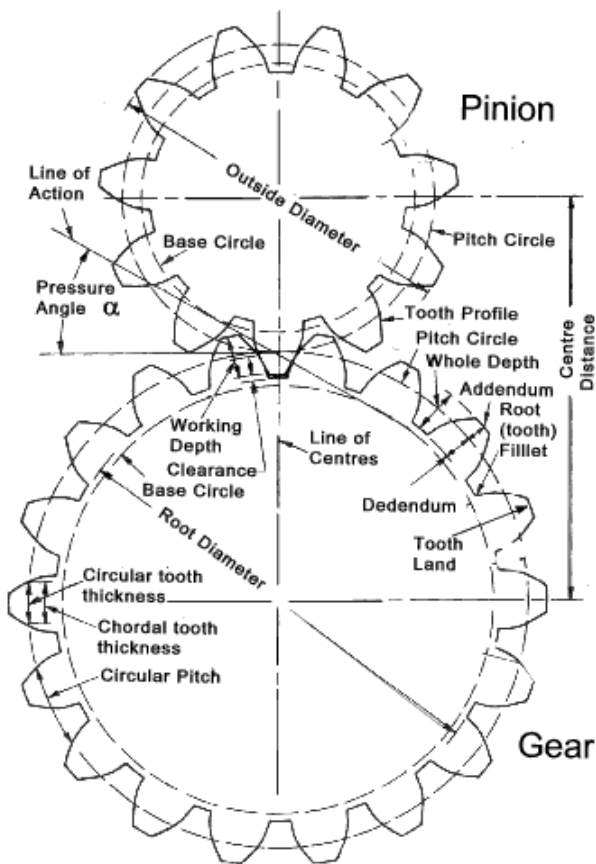 Pinion
Line of
Action
Outside Diameter
Base Circle
Pitch Circle
Pressure
Angle α
Tooth Profile
Pitch Circle
Whole Depth
Centre
Distance
Addendum
Root
(tooth)
Filllet
Working
Depth
Line of
Centres
Clearance
Base Circle
Dedendum
Root Diameter
Tooth
Land
Circular tooth
thickness
Chordal tooth
thickness
Circular Pitch
Gear